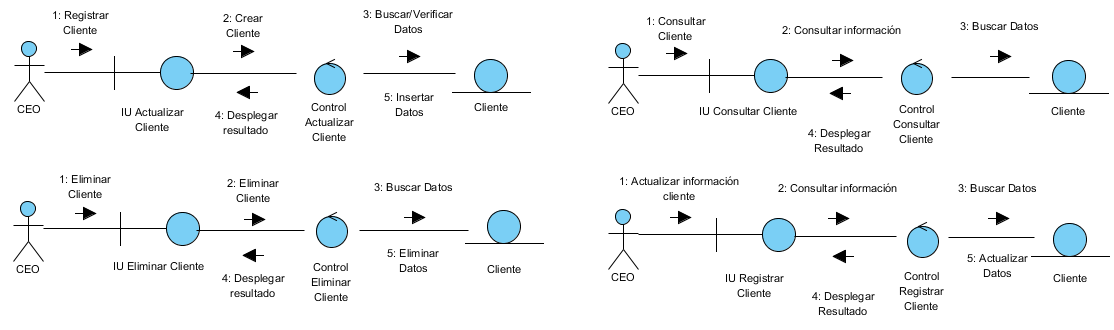 1: Registrar
Cliente
2: Crear
Cliente
3: Buscar/Verificar
Datos
CEO
IU Actualizar
Cliente
4: Desplegar
resultado
Control
Actualizar
Cliente
5: Insertar
Datos
Cliente
1: Consultar
Cliente
2: Consultar información
3: Buscar Datos
CEO
IU Consultar Cliente
4: Desplegar
Resultado
Control
Consultar
Cliente
Cliente
1: Eliminar
Cliente
2: Eliminar
Cliente
3: Buscar Datos
CEO
IU Eliminar Cliente
4: Desplegar
resultado
Control
Eliminar
Cliente
5: Eliminar
Datos
Cliente
1: Actualizar información
cliente
2: Consultar información
3: Buscar Datos
CEO
IU Registrar
Cliente
4: Desplegar
Resultado
Control
Registrar
Cliente
5: Actualizar
Datos
Cliente